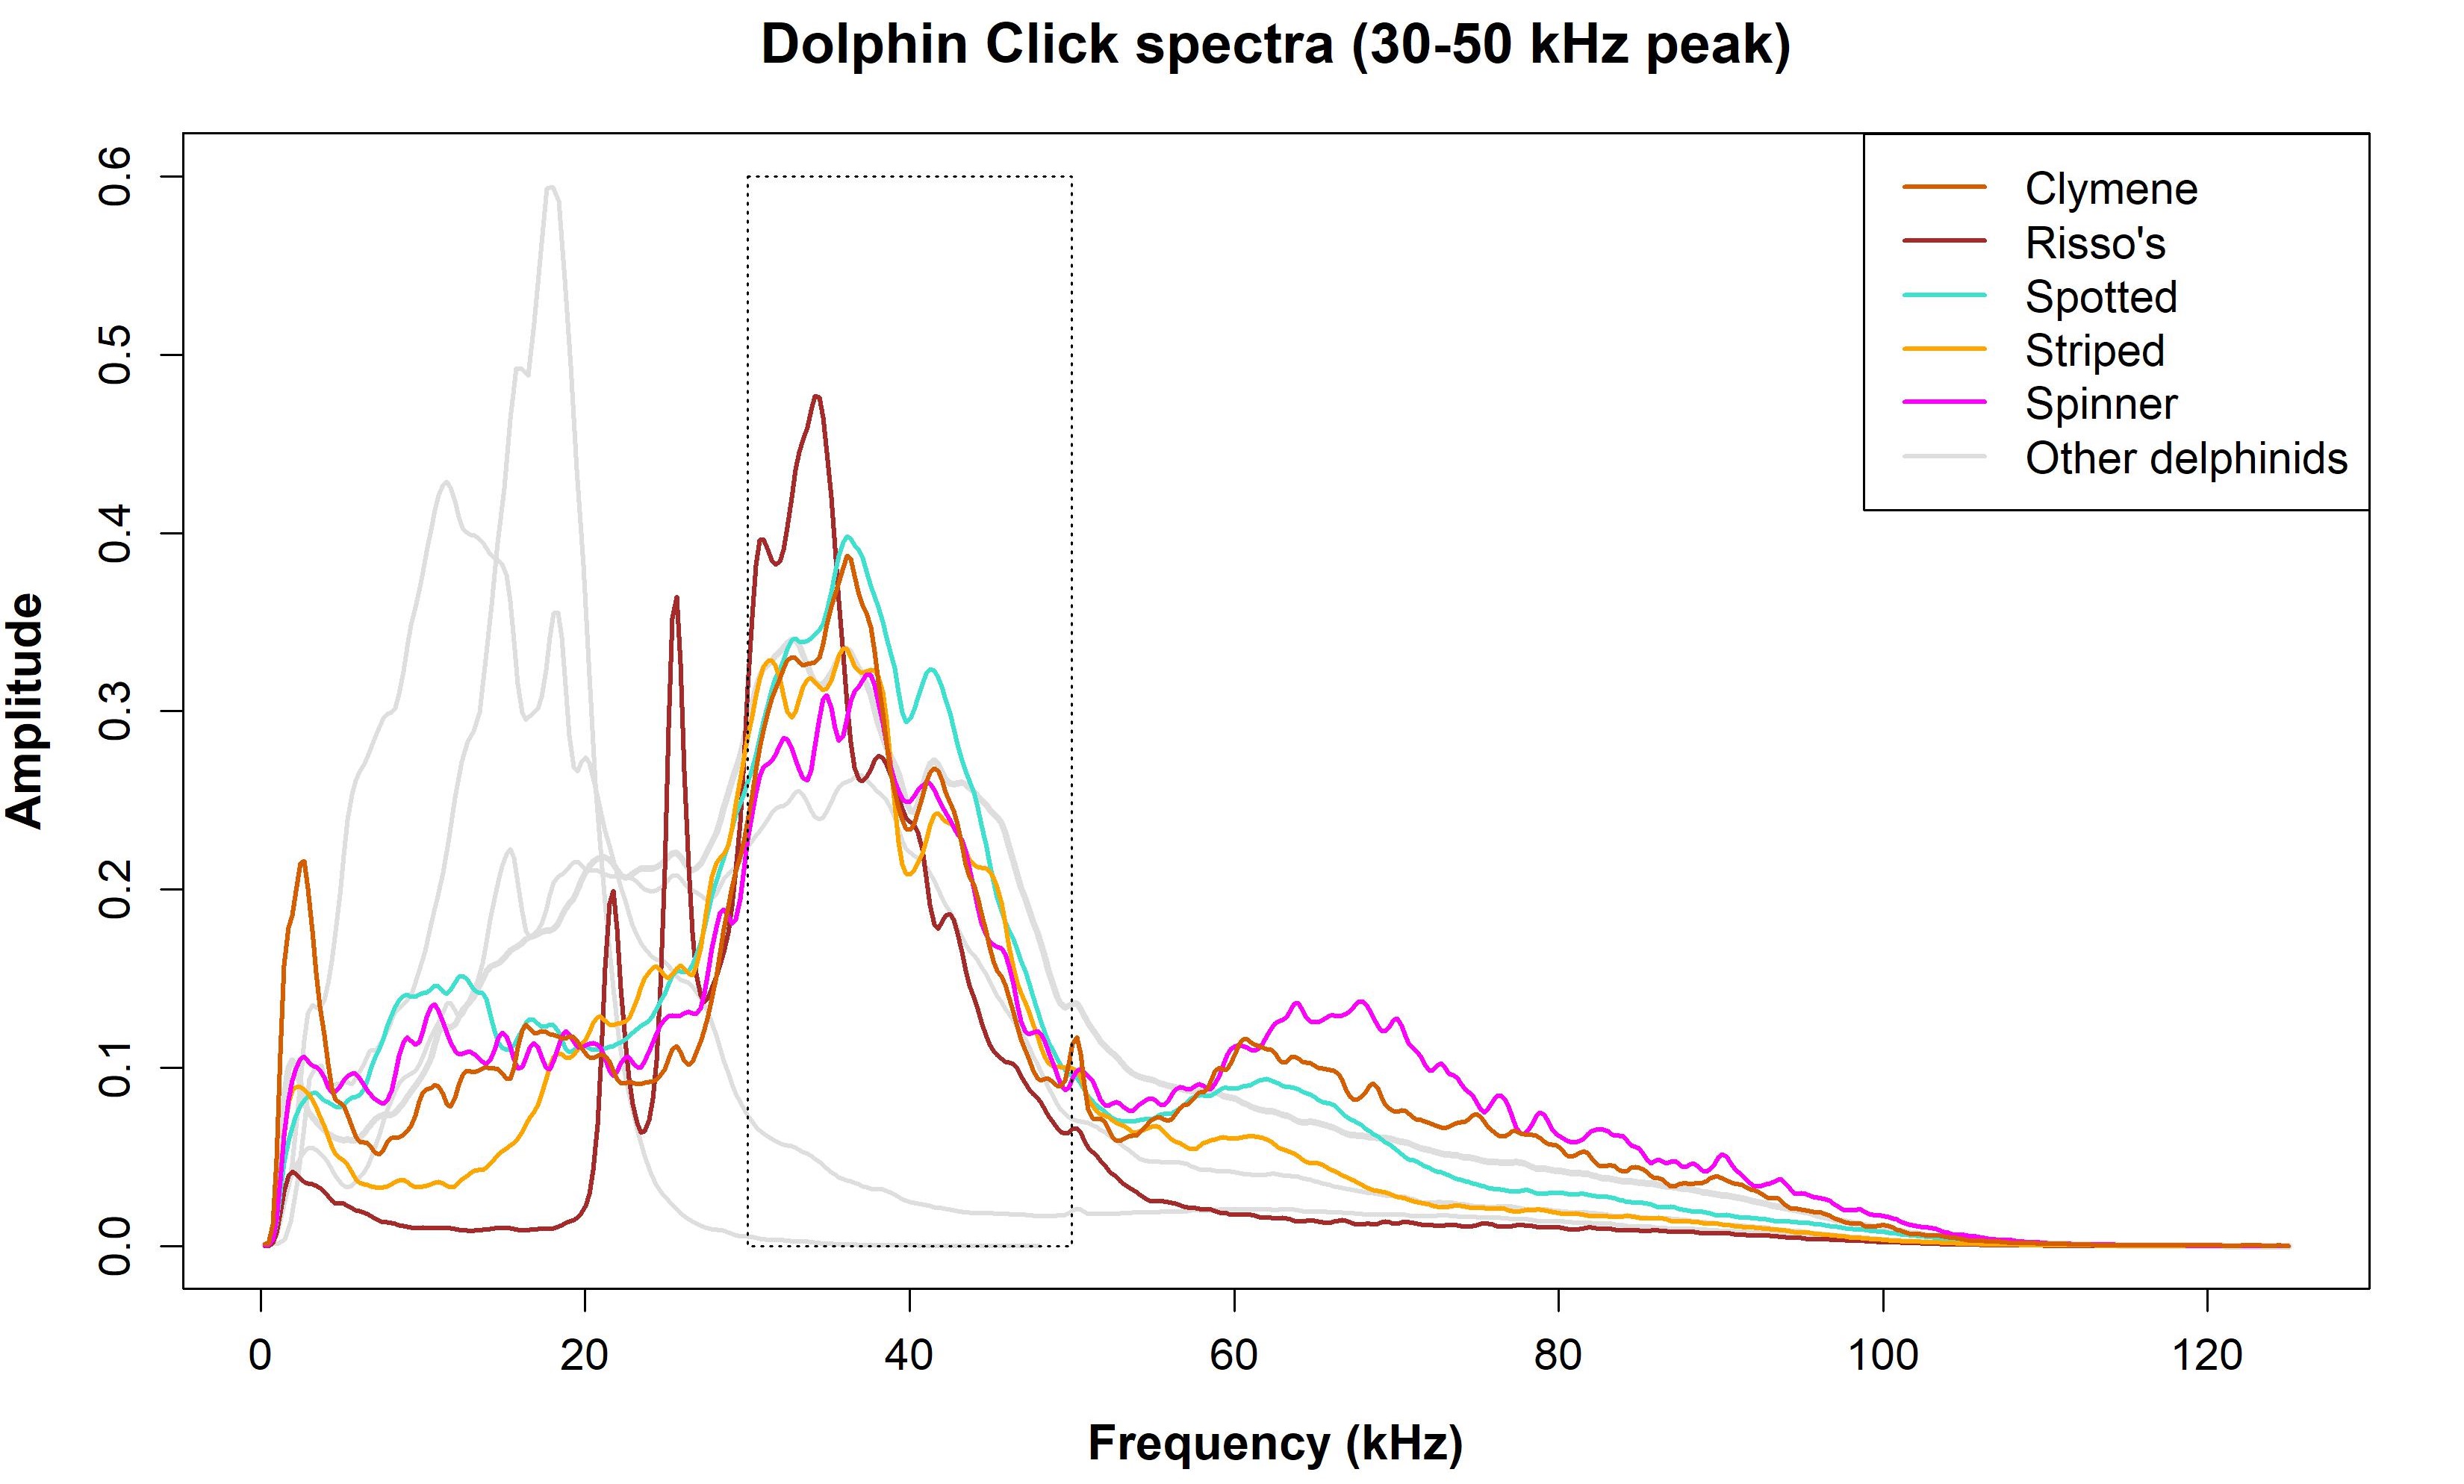 Dolphin Click spectra (30-50 kHz peak)
Clymene
Risso's
Spotted
Striped
Spinner
Other delphinids
Amplitude
0.6
0.5
0.4
0.3
0.2
0.1
0.0
0 20 40 60 80 100 120
Frequency (kHz)